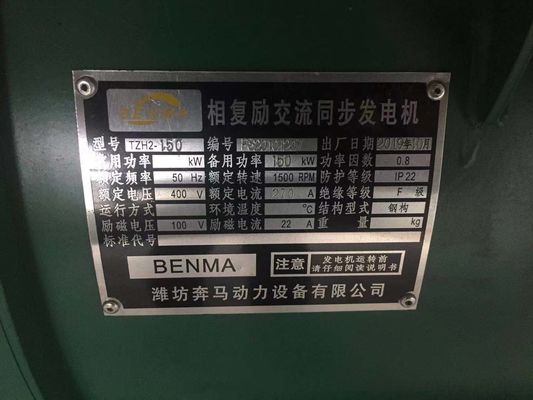 相复励交流同步发电机
型号 TZH2-150 编号 出厂日期 2019年 月
备用功率 kW 备用功率 150 kW 功率因数 0.8
额定频率 50 Hz 额定转速 1500 RPM 防护等级 IP22
额定电压 400 V 额定电流 270 A 绝缘等级 F 级
运行方式 环境温度 ℃ 结构型式 钢构
励磁电压 100 V 励磁电流 22 A 重量 kg
标准代号
BENMA 注意 发电机运转前
请仔细阅读说明书
潍坊奔马动力设备有限公司